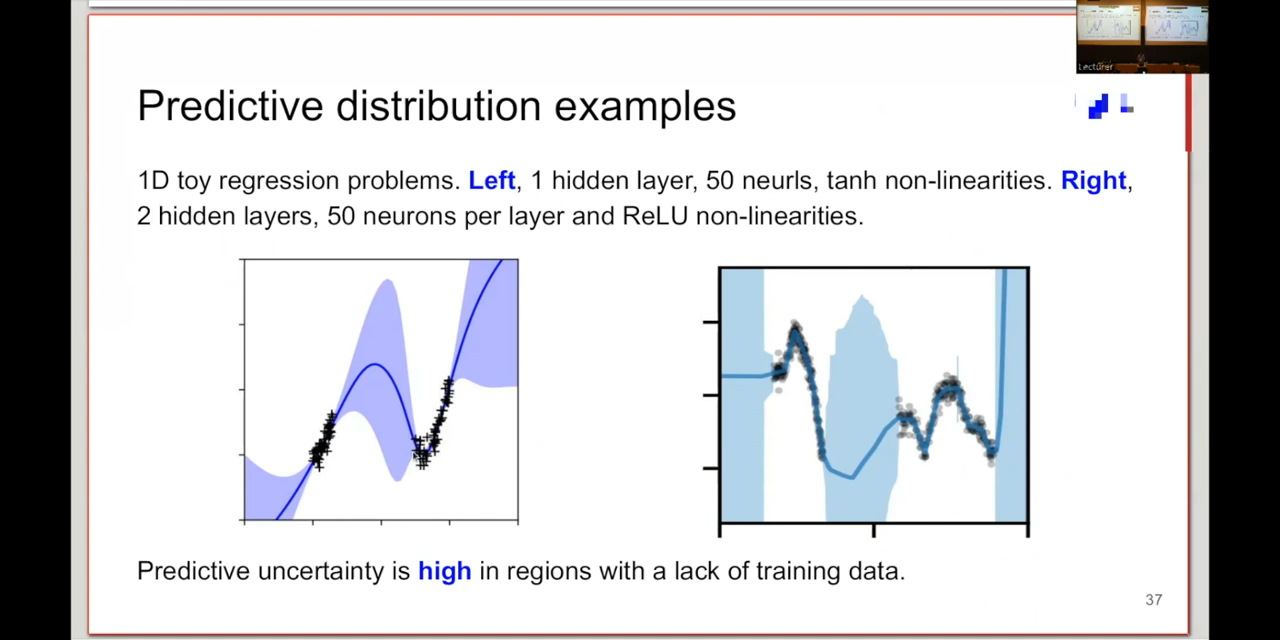 Lecturer
Predictive distribution examples
1D toy regression problems. Left, 1 hidden layer, 50 neurls, tanh non-linearities. Right,
2 hidden layers, 50 neurons per layer and ReLU non-linearities.
Predictive uncertainty is high in regions with a lack of training data.
37